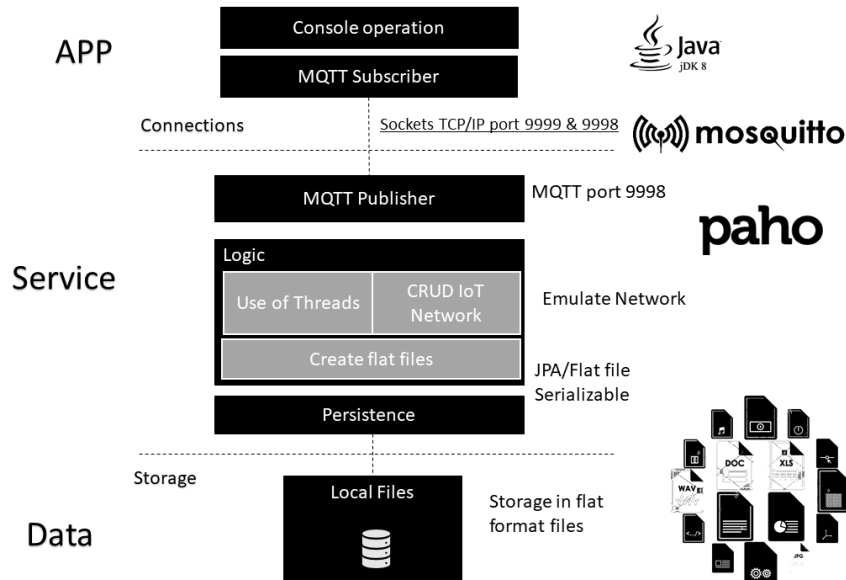 APP
Console operation
MQTT Subscriber
Java
jDK 8
Connections
Sockets TCP/IP port 9999 & 9998
mosquitto
MQTT Publisher
MQTT port 9998
paho
Service
Logic
Use of Threads
CRUD IoT
Network
Emulate Network
Create flat files
JPA/Flat file
Serializable
Persistence
Storage
Local Files
Storage in flat
format files
Data
DOC
XLS
WAV
<../>
JPG